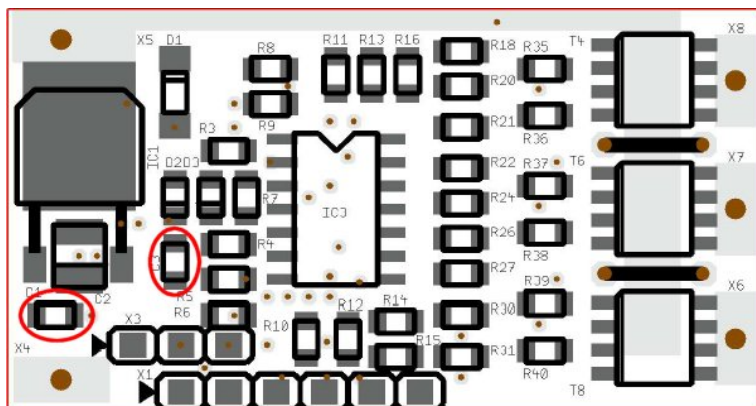 X5 D1 R8 R11 R13 R16 R18 R35 T4 X8
R20
R3 R9 R21 R36
IC1
D2D3 R22 R37 T6 X7
R7 IC3 R24
R4 R26 R38
C3 R27
R5 R39 X6
C1 C2 R6 R14 R30
X3 R10 R12
X4 R15 R31 R40
X1 T8